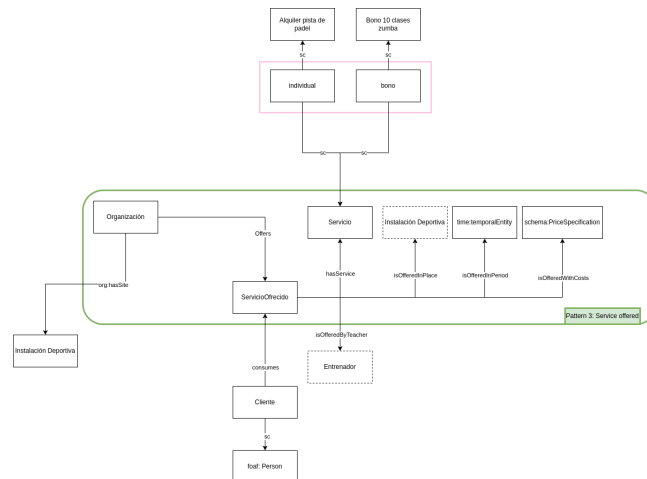 Alquiler pista de
padel
Bono 10 clases
zumba
sc
sc
Individual
bono
sc
sc
Organización
Servicio
Instalación Deportiva
time:temporalEntity
schema:PriceSpecification
Offers
hasService
isOfferedInPlace
isOfferedInPeriod
isOfferedWithCosts
org:hasSite
ServicioOfrecido
Pattern 3: Service offered
isOfferedByTeacher
Instalación Deportiva
Entrenador
consumes
Cliente
sc
foaf: Person